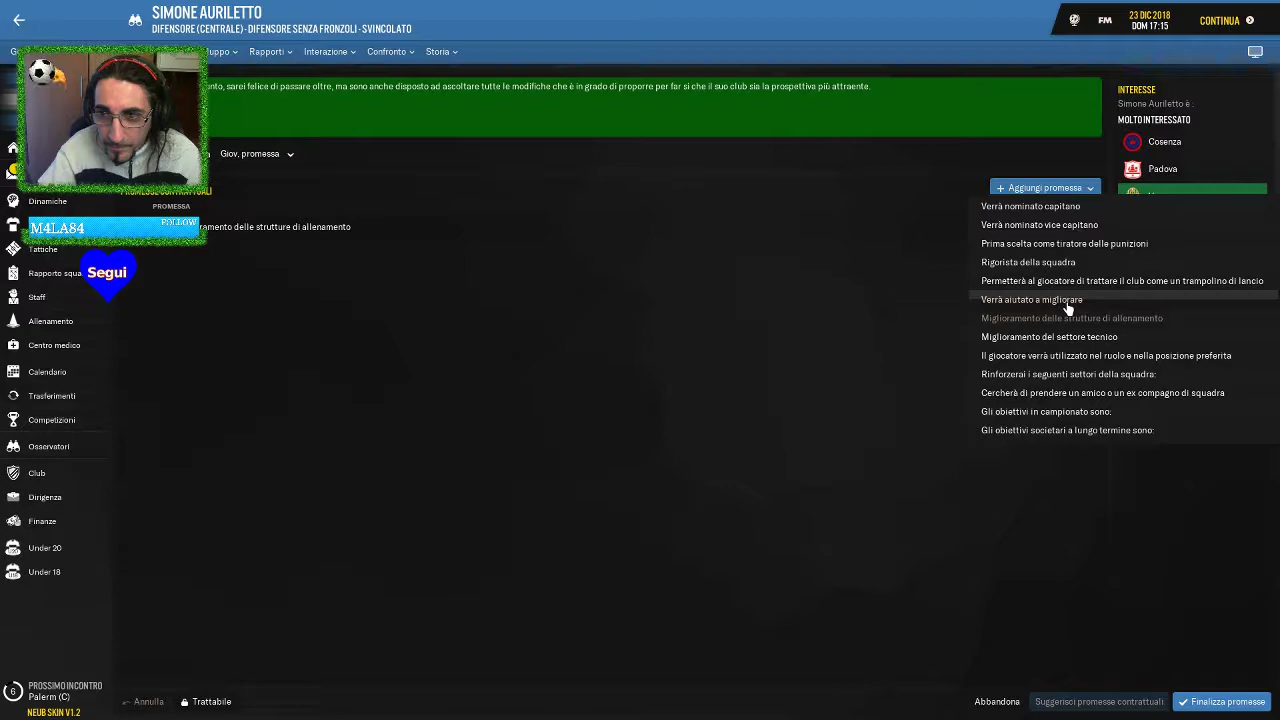 SIMONE AURILETTO
DIFENSORE (CENTRALE) - DIFENSORE SENZA FRONZOLI - SVINCOLATO
FM
23 DIC 2018
DOM 17:15
CONTINUA
Rapporti
Interazione
Confronto
Storia
sarei felice di passare oltre, ma sono anche disposto ad ascoltare tutte le modifiche che è in grado di proporre per far si che il suo club sia la prospettiva più attraente.
INTERESSE
Simone Auriletto è :
MOLTO INTERESSATO
Cosenza
Padova
Giov. promessa
PROMESSE CONTRATTUALI
PROMESSA
delle strutture di allenamento
+ Aggiungi promessa
Verrà nominato capitano
Verrà nominato vice capitano
Prima scelta come tiratore delle punizioni
Rigorista della squadra
Permetterà al giocatore di trattare il club come un trampolino di lancio
Verrà aiutato a migliorare
Miglioramento delle strutture di allenamento
Miglioramento del settore tecnico
Il giocatore verrà utilizzato nel ruolo e nella posizione preferita
Rinforzerai i seguenti settori della squadra:
Cercherà di prendere un amico o un ex compagno di squadra
Gli obiettivi in campionato sono:
Gli obiettivi societari a lungo termine sono:
M4LA84
FOLLOW
Segui
Dinamiche
Tattiche
Rapporto
Staff
Allenamento
Centro medico
Calendario
Trasferimenti
Competizioni
Osservatori
Club
Dirigenza
Finanze
Under 20
Under 18
6
PROSSIMO INCONTRO
Palerm (C)
NEUB SKIN V1.2
Annulla
Trattabile
Abbandona
Suggerisci promesse contrattuali
Finalizza promesse